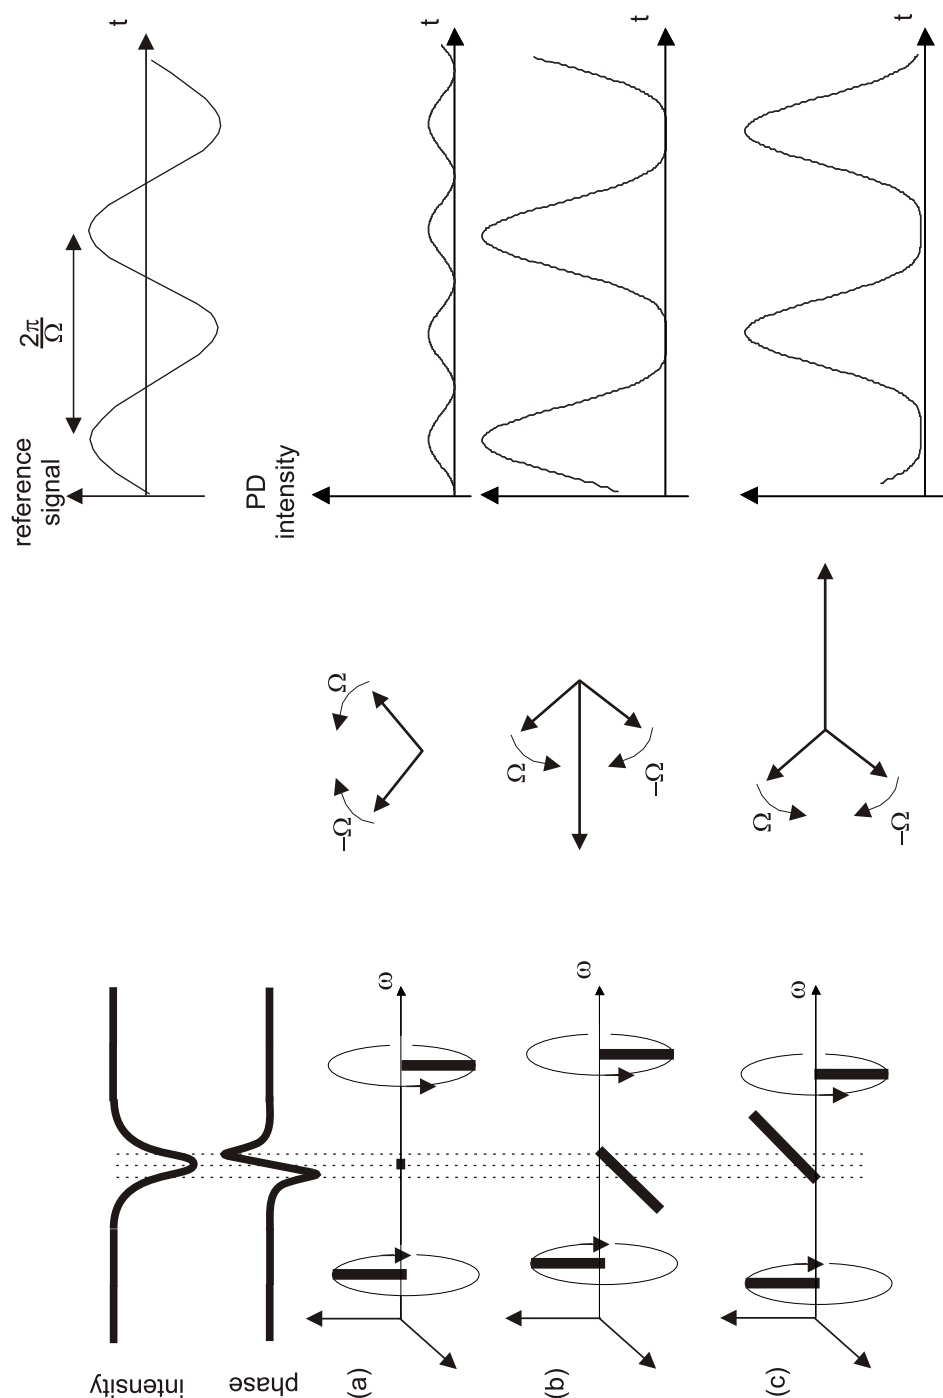 reference
signal
2π
Ω
t
PD
intensity
t
t
t
Ω
−Ω
Ω
−Ω
Ω
−Ω
intensity
phase
(a)
ω
(b)
ω
(c)
ω